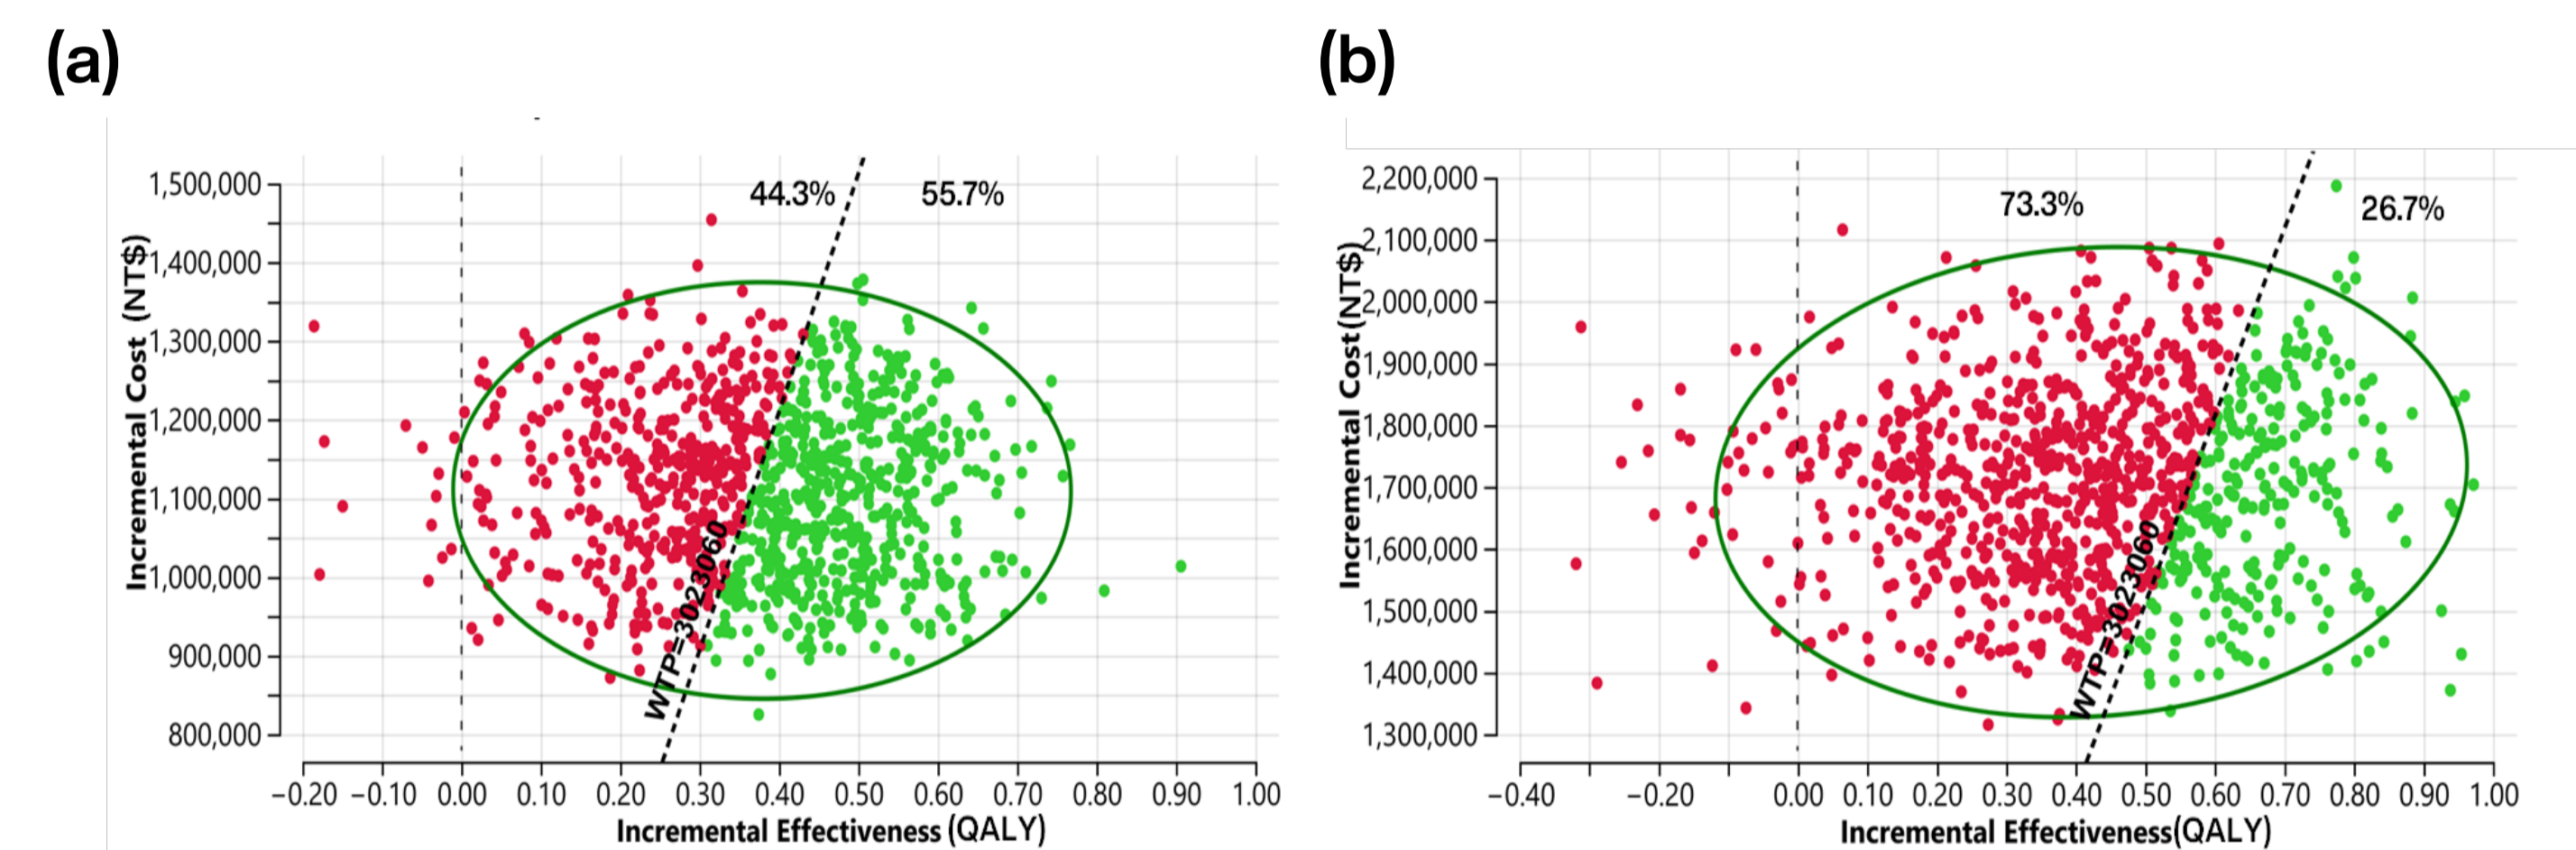 (a)
(b)
44.3%
55.7%
1,500,000
1,400,000
1,300,000
1,200,000
1,100,000
1,000,000
900,000
800,000
Incremental Cost (NT$)
WTP=3023060
−0.20 −0.10 0.00 0.10 0.20 0.30 0.40 0.50 0.60 0.70 0.80 0.90 1.00
Incremental Effectiveness (QALY)
73.3%
26.7%
2,200,000
2,100,000
2,000,000
1,900,000
1,800,000
1,700,000
1,600,000
1,500,000
1,400,000
1,300,000
Incremental Cost(NT$)
WTP=3023060
−0.40 −0.20 0.00 0.10 0.20 0.30 0.40 0.50 0.60 0.70 0.80 0.90 1.00
Incremental Effectiveness(QALY)